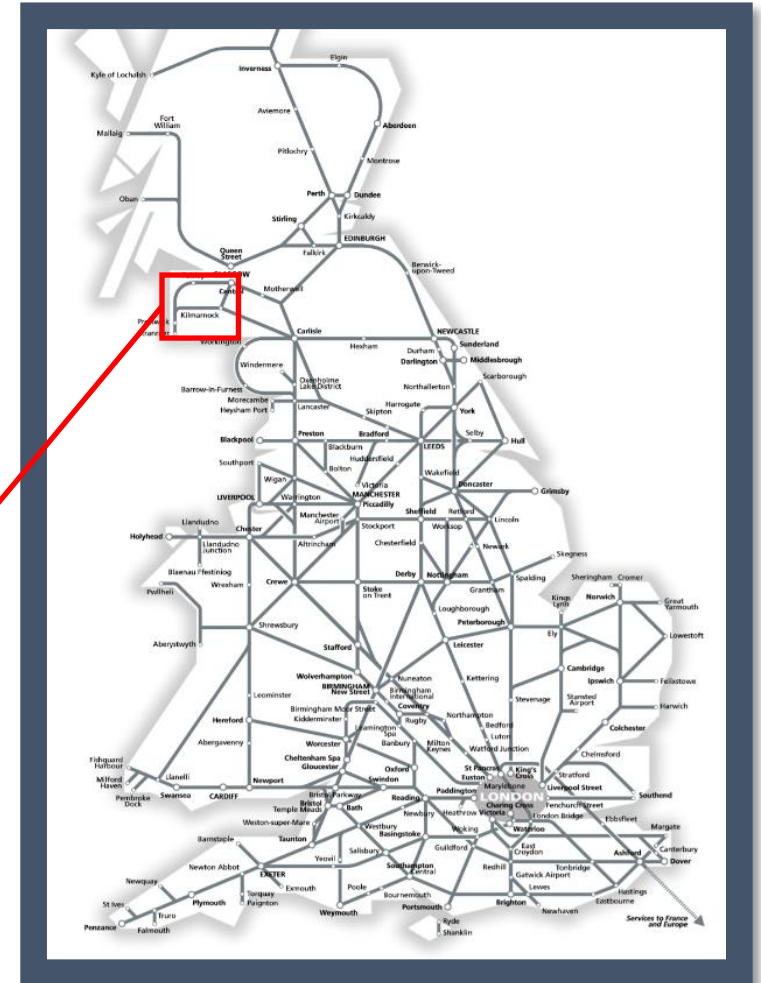 Elgin
Inverness
Kyle of Lochalsh
Aviemore
Fort
William
Mallaig
Aberdeen
Pitlochry
Montrose
Perth
Dundee
Oban
Stirling
Kirkcaldy
EDINBURGH
Queen
Street
Falkirk
Berwick-
upon-Tweed
Central
Motherwell
Kilmarnock
Carlisle
NEWCASTLE
Hexham
Sunderland
Durham
Darlington
Middlesbrough
Workington
Windermere
Scarborough
Oxenholme
Lake District
Northallerton
Barrow-in-Furness
Morecambe
Heysham Port
Lancaster
Harrogate
York
Skipton
Blackpool
Preston
Bradford
Selby
Hull
Blackburn
LEEDS
Huddersfield
Southport
Bolton
Wakefield
Wigan
Victoria
Doncaster
Grimsby
MANCHESTER
LIVERPOOL
Warrington
Piccadilly
Sheffield
Retford
Manchester
Airport
Stockport
Worksop
Lincoln
Llandudno
Holyhead
Chester
Llandudno
Junction
Altrincham
Chesterfield
Newark
Skegness
Blaenau Ffestiniog
Pwllheli
Wrexham
Crewe
Stoke
on Trent
Derby
Nottingham
Grantham
Spalding
Sheringham
Cromer
Kings
Lynn
Norwich
Great
Yarmouth
Loughborough
Peterborough
Aberystwyth
Shrewsbury
Stafford
Leicester
Ely
Lowestoft
Wolverhampton
BIRMINGHAM
New Street
Nuneaton
Birmingham
International
Kettering
Cambridge
Ipswich
Felixstowe
Leominster
Birmingham Moor Street
Coventry
Stevenage
Stansted
Airport
Harwich
Kidderminster
Rugby
Northampton
Hereford
Leamington
Spa
Bedford
Colchester
Abergavenny
Worcester
Banbury
Milton
Keynes
Luton
Watford Junction
Chelmsford
Fishguard
Harbour
Cheltenham Spa
Gloucester
Oxford
St Pancras
King's
Cross
Euston
Stratford
Milford
Haven
Llanelli
Newport
Swindon
Marylebone
Liverpool Street
Pembroke
Dock
Swansea
CARDIFF
Bristol Parkway
Reading
Paddington
LONDON
Southend
Bristol
Temple Meads
Bath
Charing Cross
Fenchurch Street
Newbury
Heathrow
Victoria
London Bridge
Ebbsfleet
Weston-super-Mare
Westbury
Basingstoke
Woking
Waterloo
Margate
Barnstaple
Taunton
Salisbury
Guildford
East
Croydon
Canterbury
Newton Abbot
Yeovil
Southampton
Central
Redhill
Tonbridge
Ashford
Dover
EXETER
Gatwick Airport
Newquay
Exmouth
Poole
Lewes
Hastings
St Ives
Plymouth
Torquay
Paignton
Bournemouth
Brighton
Eastbourne
Truro
Weymouth
Portsmouth
Newhaven
Penzance
Falmouth
Ryde
Shanklin
Services to France
and Europe